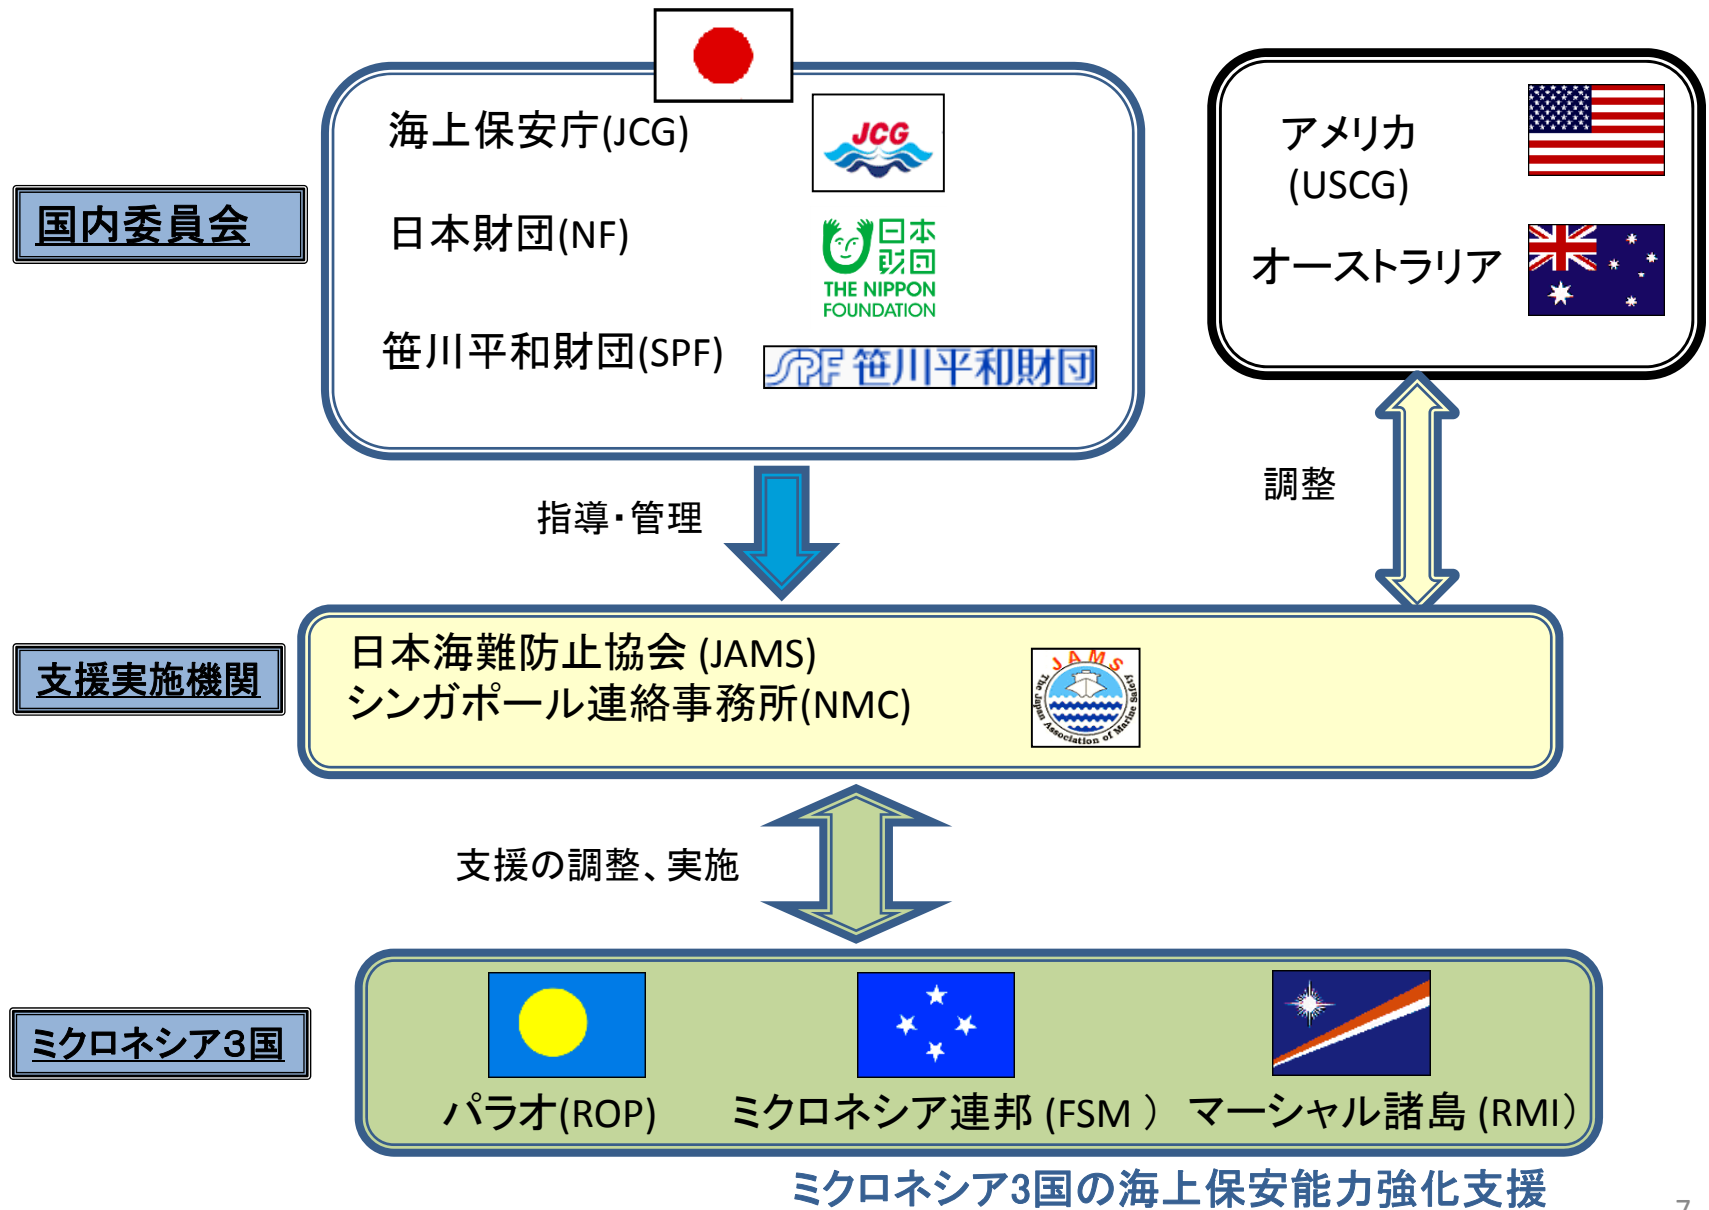 海上保安庁(JCG)
JCG
日本財団(NF)
日本
財団
THE NIPPON
FOUNDATION
笹川平和財団(SPF)
SPF 笹川平和財団
国内委員会
アメリカ
(USCG)
オーストラリア
指導・管理
調整
支援実施機関
日本海難防止協会 (JAMS)
シンガポール連絡事務所(NMC)
JAMS
The Japan Association of Marine Safety
支援の調整、実施
ミクロネシア3国
パラオ(ROP)
ミクロネシア連邦 (FSM )
マーシャル諸島 (RMI)
ミクロネシア3国の海上保安能力強化支援
7